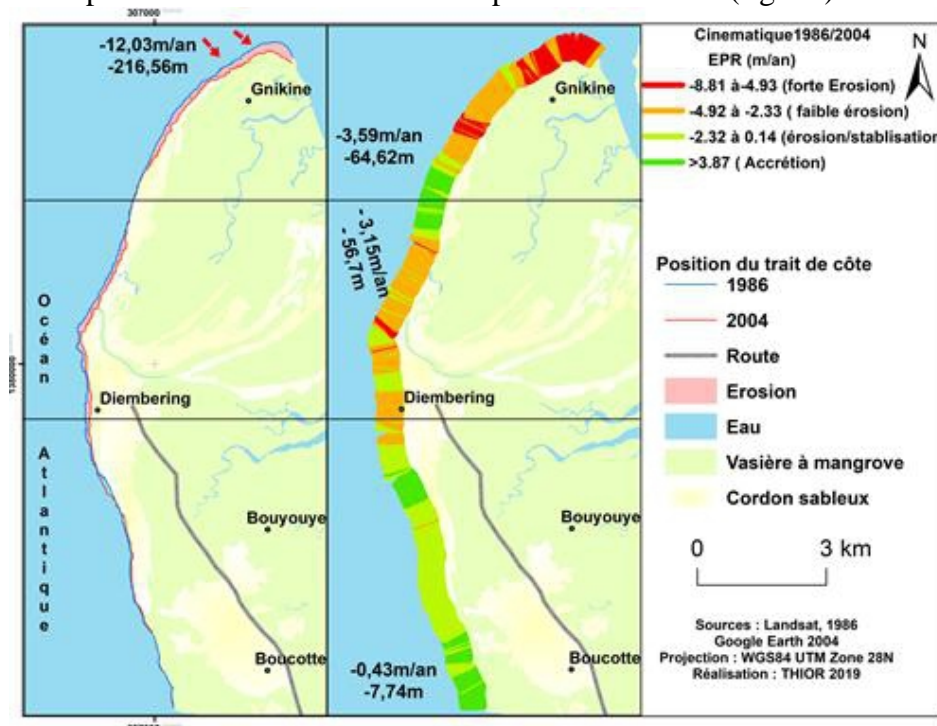 307000
-12,03m/an
-216,56m
Gnikine
Océan
Diembering
Atlantique
Bouyouye
Boucotte
Gnikine
-3,59m/an
-64,62m
- 3,15m/an
- 56,7m
Diembering
Bouyouye
Boucotte
-0,43m/an
-7,74m
Cinematique1986/2004
N
EPR (m/an)
-8.81 à-4.93 (forte Erosion)
-4.92 à -2.33 ( faible érosion)
-2.32 à 0.14 (érosion/stablisation
>3.87 ( Accrétion)
Position du trait de côte
1986
2004
Route
Erosion
Eau
Vasière à mangrove
Cordon sableux
0 3 km
Sources : Landsat, 1986
Google Earth 2004
Projection : WGS84 UTM Zone 28N
Réalisation : THIOR 2019